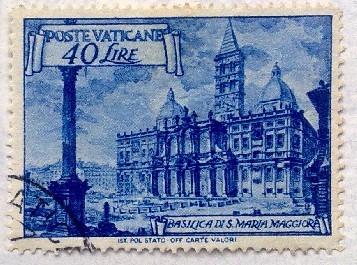 POSTE VATICANE
40 LIRE
BASILICA DI S. MARIA MAGGIORE
IST. POL. STATO - OFF. CARTE VALORI